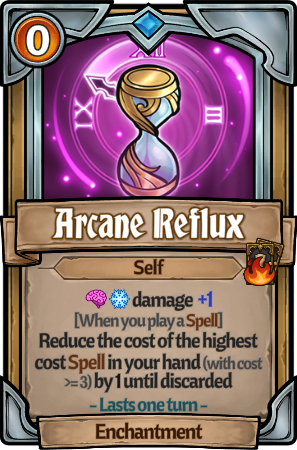 0
XII
IX
III
Arcane Reflux
Self
damage +1
[When you play a Spell]
Reduce the cost of the highest
cost Spell in your hand (with cost
>= 3) by 1 until discarded
- Lasts one turn -
Enchantment